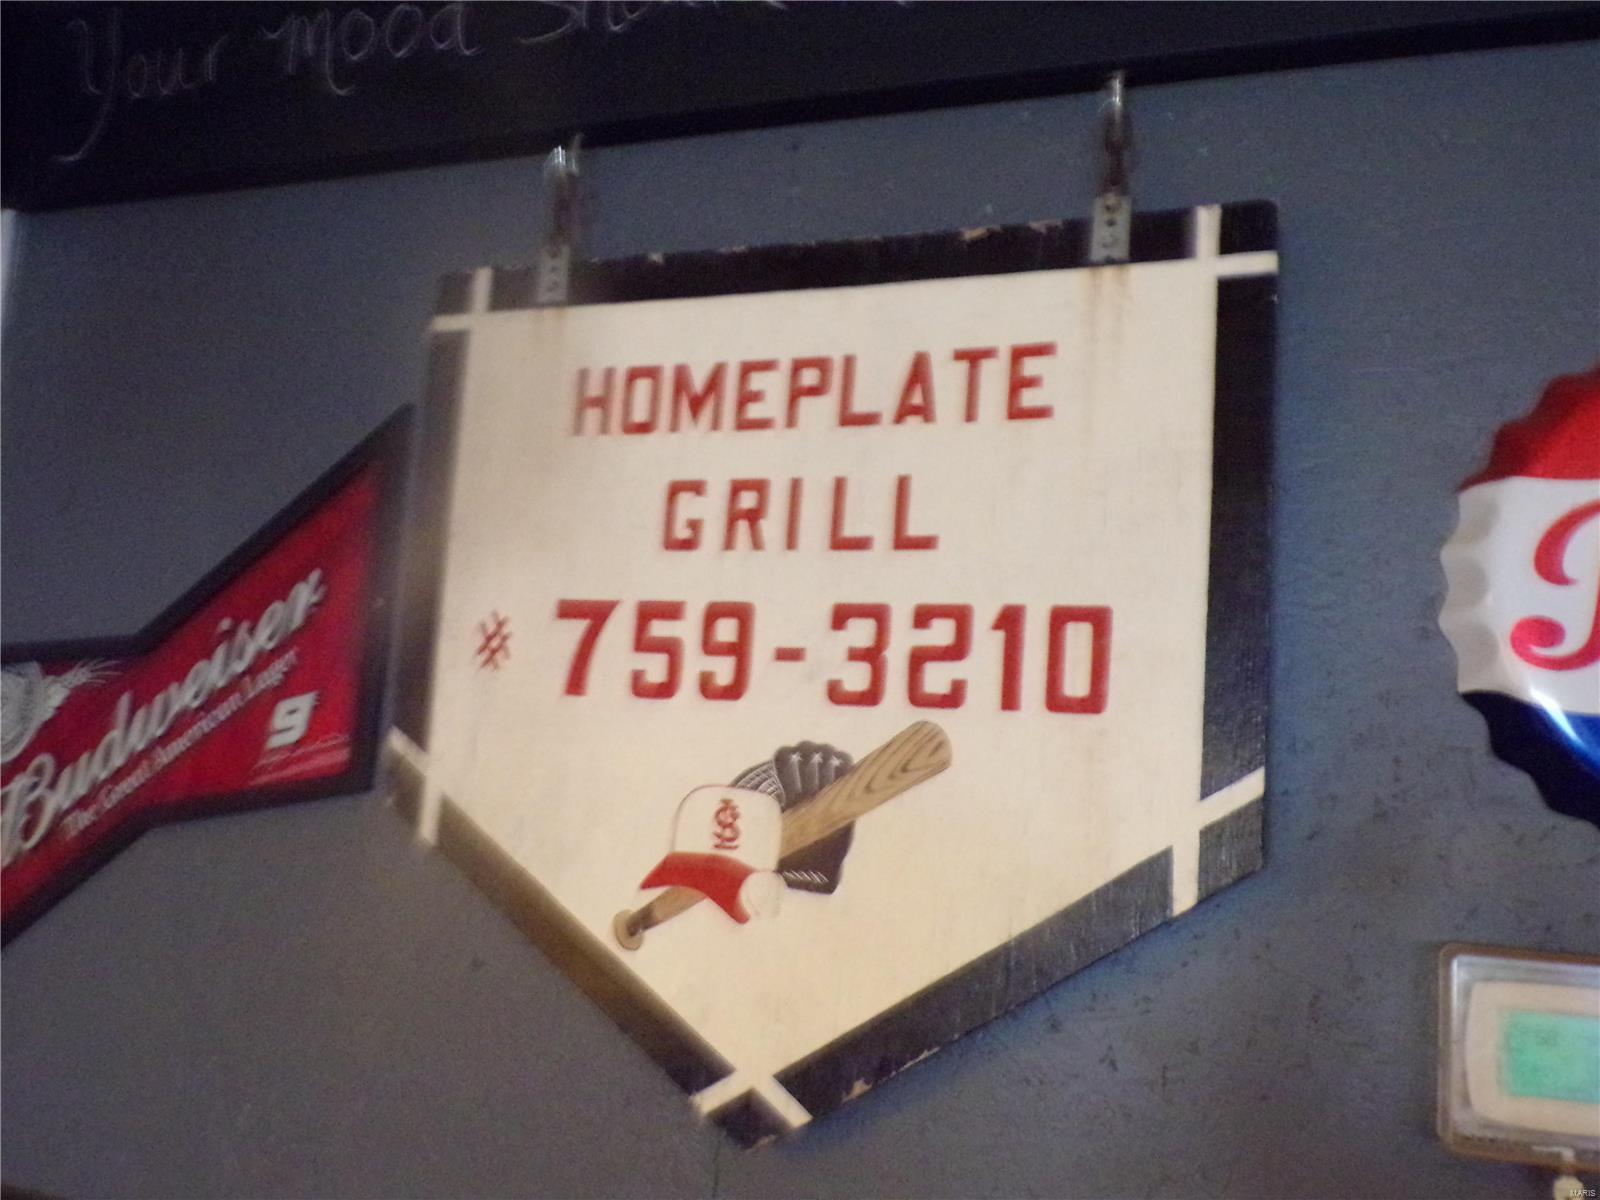 Your mood
HOMEPLATE
GRILL
# 759-3210
Budweiser
The Great American Lager
9
STL
P
MARIS